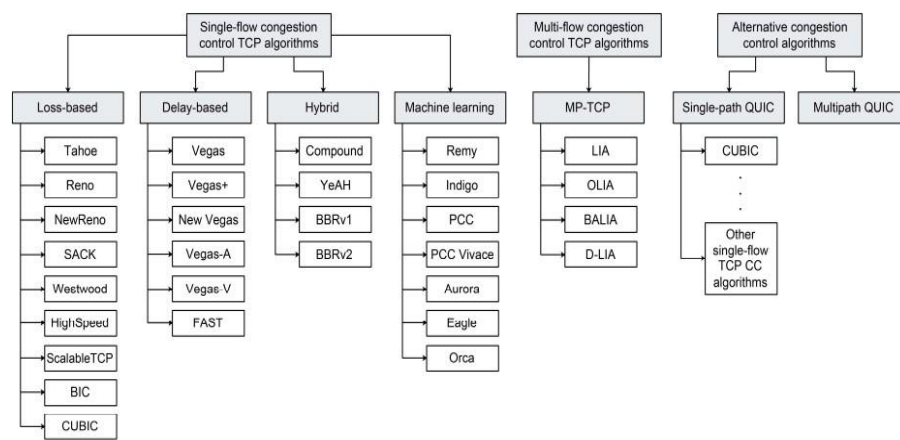 Single-flow congestion
control TCP algorithms
Multi-flow congestion
control TCP algorithms
Alternative congestion
control algorithms
Loss-based
Delay-based
Hybrid
Machine learning
MP-TCP
Single-path QUIC
Multipath QUIC
Tahoe
Reno
NewReno
SACK
Westwood
HighSpeed
ScalableTCP
BIC
CUBIC
Vegas
Vegas+
New Vegas
Vegas-A
Vegas-V
FAST
Compound
YeAH
BBRv1
BBRv2
Remy
Indigo
PCC
PCC Vivace
Aurora
Eagle
Orca
LIA
OLIA
BALIA
D-LIA
CUBIC
.
.
.
Other
single-flow
TCP CC
algorithms